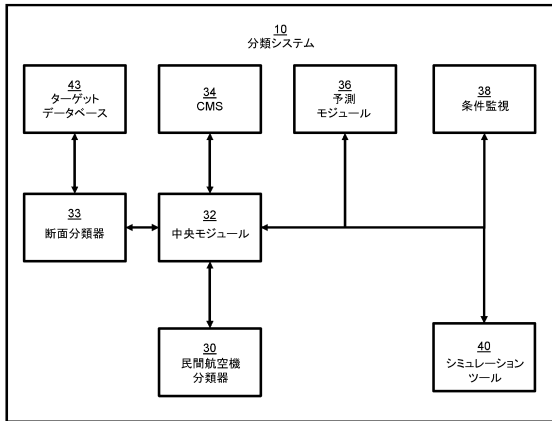 10
分類システム
43
ターゲット
データベース
34
CMS
36
予測
モジュール
38
条件監視
33
断面分類器
32
中央モジュール
30
民間航空機
分類器
40
シミュレーション
ツール